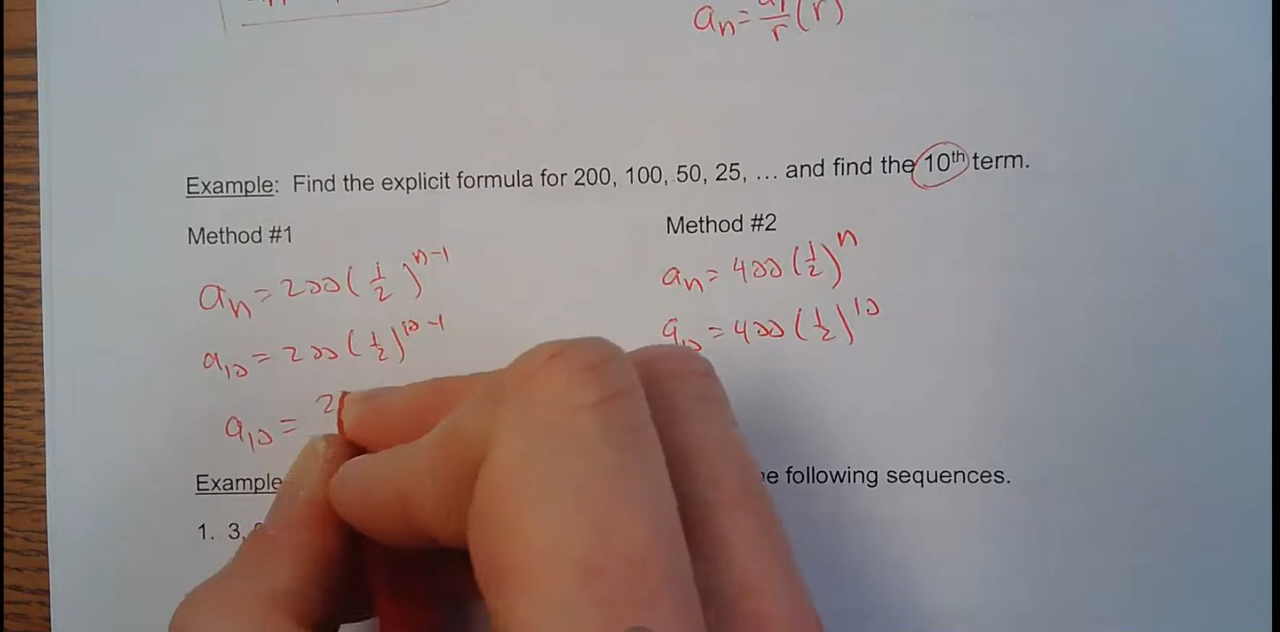 aₙ = a₁/r (r)
Example: Find the explicit formula for 200, 100, 50, 25, … and find the 10th term.
Method #1
Method #2
aₙ = 200(1/2)ⁿ⁻¹
aₙ = 400(1/2)ⁿ
a₁₀ = 200(1/2)¹⁰⁻¹
a₁₀ = 400(1/2)¹⁰
a₁₀ = 2
Example
following sequences.
1. 3,